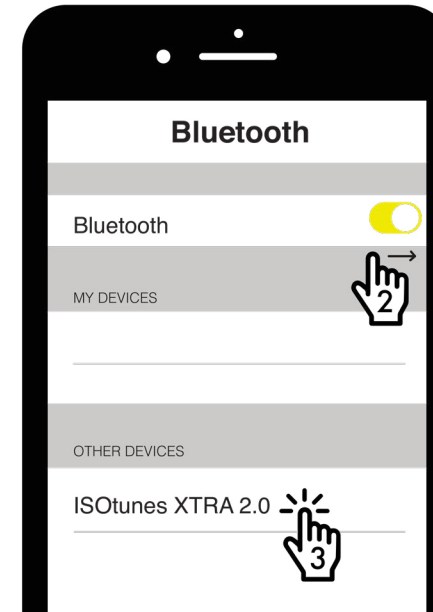 Bluetooth
Bluetooth
MY DEVICES
2
OTHER DEVICES
ISOtunes XTRA 2.0
3